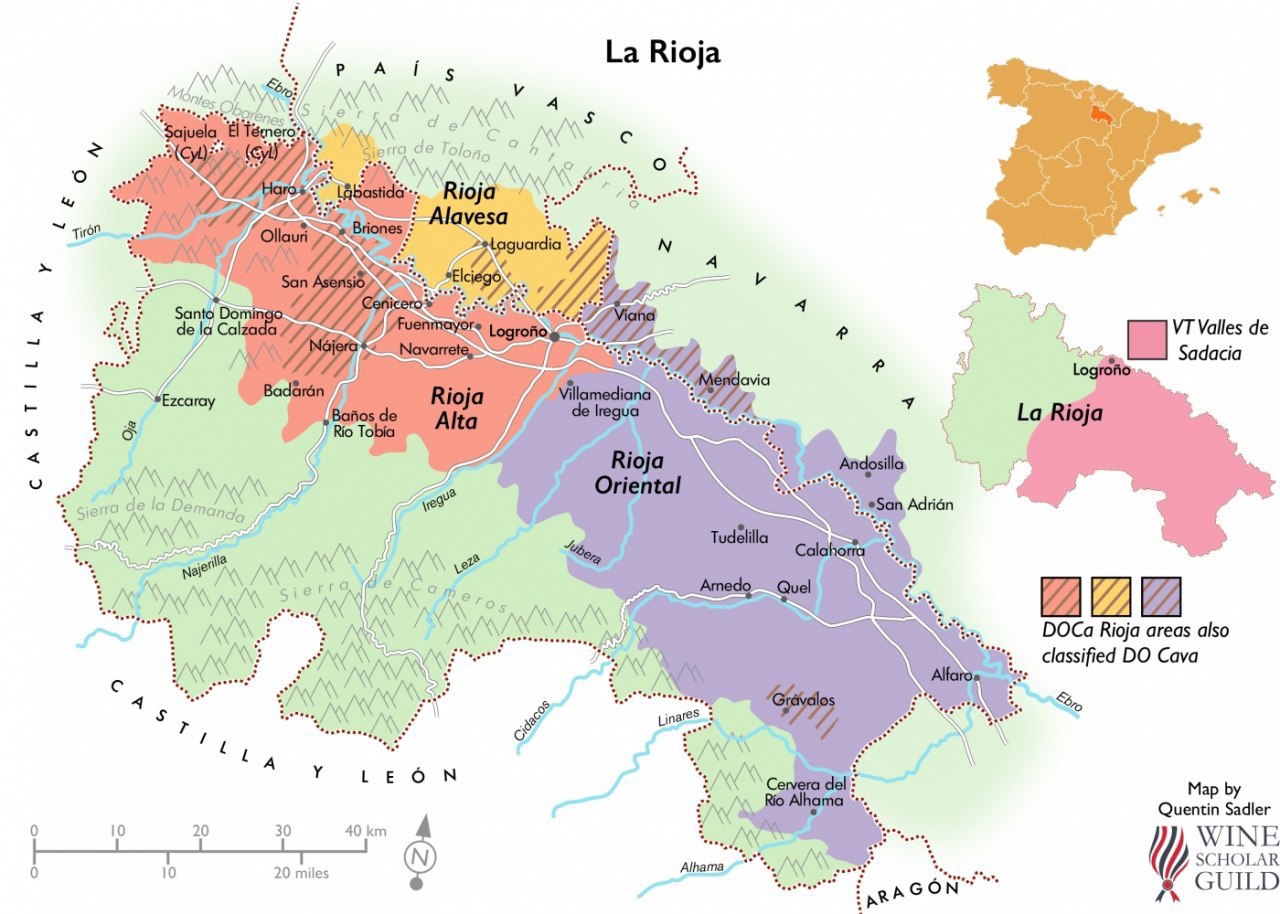 La Rioja
PAÍS VASCO
NAVARRA
CASTILLA Y LEÓN
CASTILLA Y LEÓN
ARAGÓN
Ebro
Montes Obarenes
Sierra de Cantabria
Sierra de Toloño
Sajuela
(CyL)
El Ternero
(CyL)
Haro
Labastida
Rioja
Alavesa
Tirón
Ollauri
Briones
Laguardia
San Asensio
Elciego
Cenicero
Viana
Santo Domingo
de la Calzada
Fuenmayor
Logroño
Nájera
Navarrete
Mendavia
Badarán
Ezcaray
Oja
Baños de
Río Tobía
Rioja
Alta
Villamediana
de Iregua
Rioja
Oriental
Andosilla
San Adrián
Sierra de la Demanda
Iregua
Tudelilla
Calahorra
Najerilla
Leza
Jubera
Sierra de Cameros
Arnedo
Quel
Alfaro
Ebro
Cidacos
Linares
Grávalos
Cervera del
Río Alhama
Alhama
VT Valles de
Sadacia
Logroño
La Rioja
DOCa Rioja areas also
classified DO Cava
0 10 20 30 40 km
0 10 20 miles
N
Map by
Quentin Sadler
WINE
SCHOLAR
GUILD